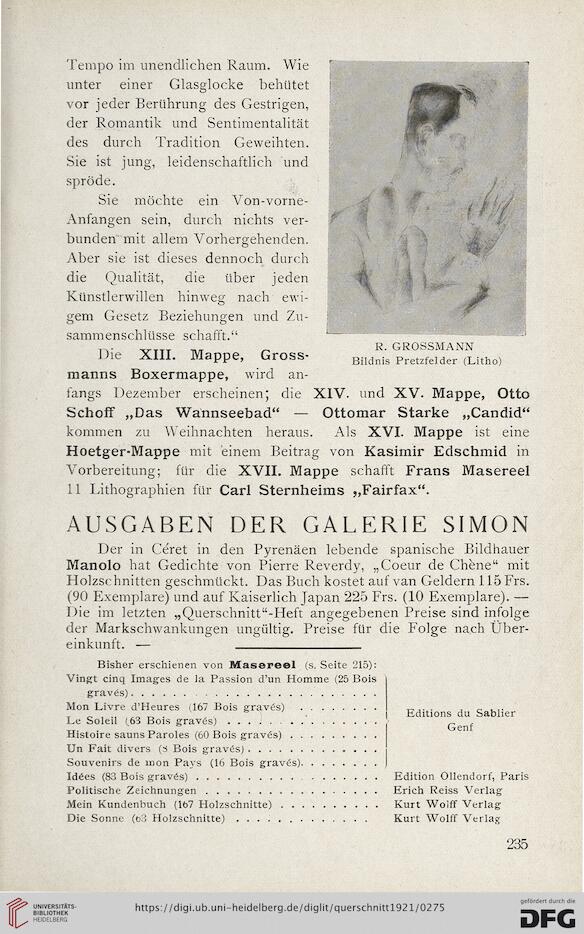 Tempo im unendlichen Raum. Wie
unter einer Glasglocke behütet
vor jeder Berührung des Gestrigen,
der Romantik und Sentimentalität
des durch Tradition Geweihten.
Sie ist jung, leidenschaftlich und
spröde.
Sie möchte ein Von-vorne-
Anfangen sein, durch nichts ver-
bunden mit allem Vorhergehenden.
Aber sie ist dieses dennoch durch
die Qualität, die über jeden
Künstlerwillen hinweg nach ewi-
gem Gesetz Beziehungen und Zu-
sammenschlüsse schafft.“
R. GROSSMANN
Bildnis Pretzfelder (Litho)
Die XIII. Mappe, Gross-
manns Boxermappe, wird an-
fangs Dezember erscheinen; die XIV. und XV. Mappe, Otto
Schoff „Das Wannseebad“ — Ottomar Starke „Candid“
kommen zu Weihnachten heraus. Als XVI. Mappe ist eine
Hoetger-Mappe mit einem Beitrag von Kasimir Edschmid in
Vorbereitung; für die XVII. Mappe schafft Frans Masereel
11 Lithographien für Carl Sternheims „Fairfax“.
AUSGABEN DER GALERIE SIMON
Der in Céret in den Pyrenäen lebende spanische Bildhauer
Manolo hat Gedichte von Pierre Reverdy, „Coeur de Chène“ mit
Holzschnitten geschmückt. Das Buch kostet auf van Geldern 115 Frs.
(90 Exemplare) und auf Kaiserlich Japan 225 Frs. (10 Exemplare). —
Die im letzten „Querschnitt“-Heft angegebenen Preise sind infolge
der Markschwankungen ungültig. Preise für die Folge nach Über-
einkunft. —
Bisher erschienen von Masereel (s. Seite 215):
Vingt cinq Images de la Passion d'un Homme (25 Bois
gravés) . . . . . . . . . . . . . . . . . . . . . . .
Mon Livre d'Heures (167 Bois gravés) . . . . . . . .
Le Soleil (63 Bois gravés) . . . . . . . . . . . . . .
Histoire sauns Paroles (60 Bois gravés) . . . . . . . .
Un Fait divers (8 Bois gravés) . . . . . . . . . . . .
Souvenirs de mon Pays (16 Bois gravés) . . . . . . .
Editions du Sablier
Genf
Idées (83 Bois gravés) . . . . . . . . . . . . . . . . . Edition Ollendorf, Paris
Politische Zeichnungen . . . . . . . . . . . . . . . . Erich Reiss Verlag
Mein Kundenbuch (167 Holzschnitte) . . . . . . . . . . Kurt Wolff Verlag
Die Sonne (63 Holzschnitte) . . . . . . . . . . . . . Kurt Wolff Verlag
235
UNIVERSITÄTS-
BIBLIOTHEK
HEIDELBERG
https://digi.ub.uni-heidelberg.de/diglit/querschnitt1921/0275
gefördert durch die
DFG